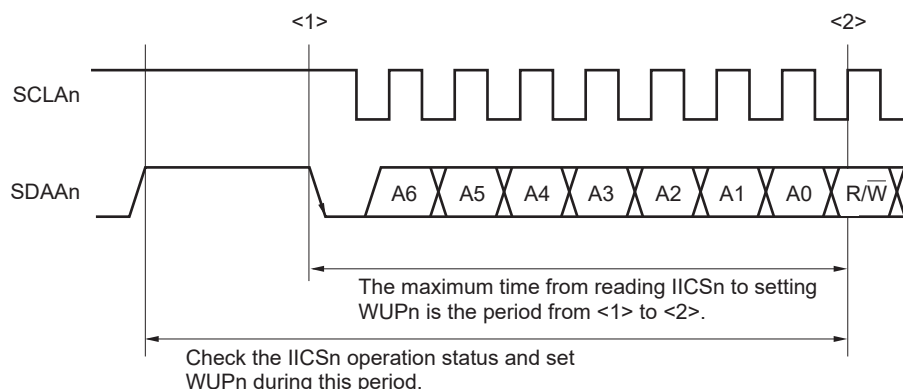 <1>
<2>
SCLAn
SDAAn
A6
A5
A4
A3
A2
A1
A0
R/W̅
The maximum time from reading IICSn to setting
WUPn is the period from <1> to <2>.
Check the IICSn operation status and set
WUPn during this period.